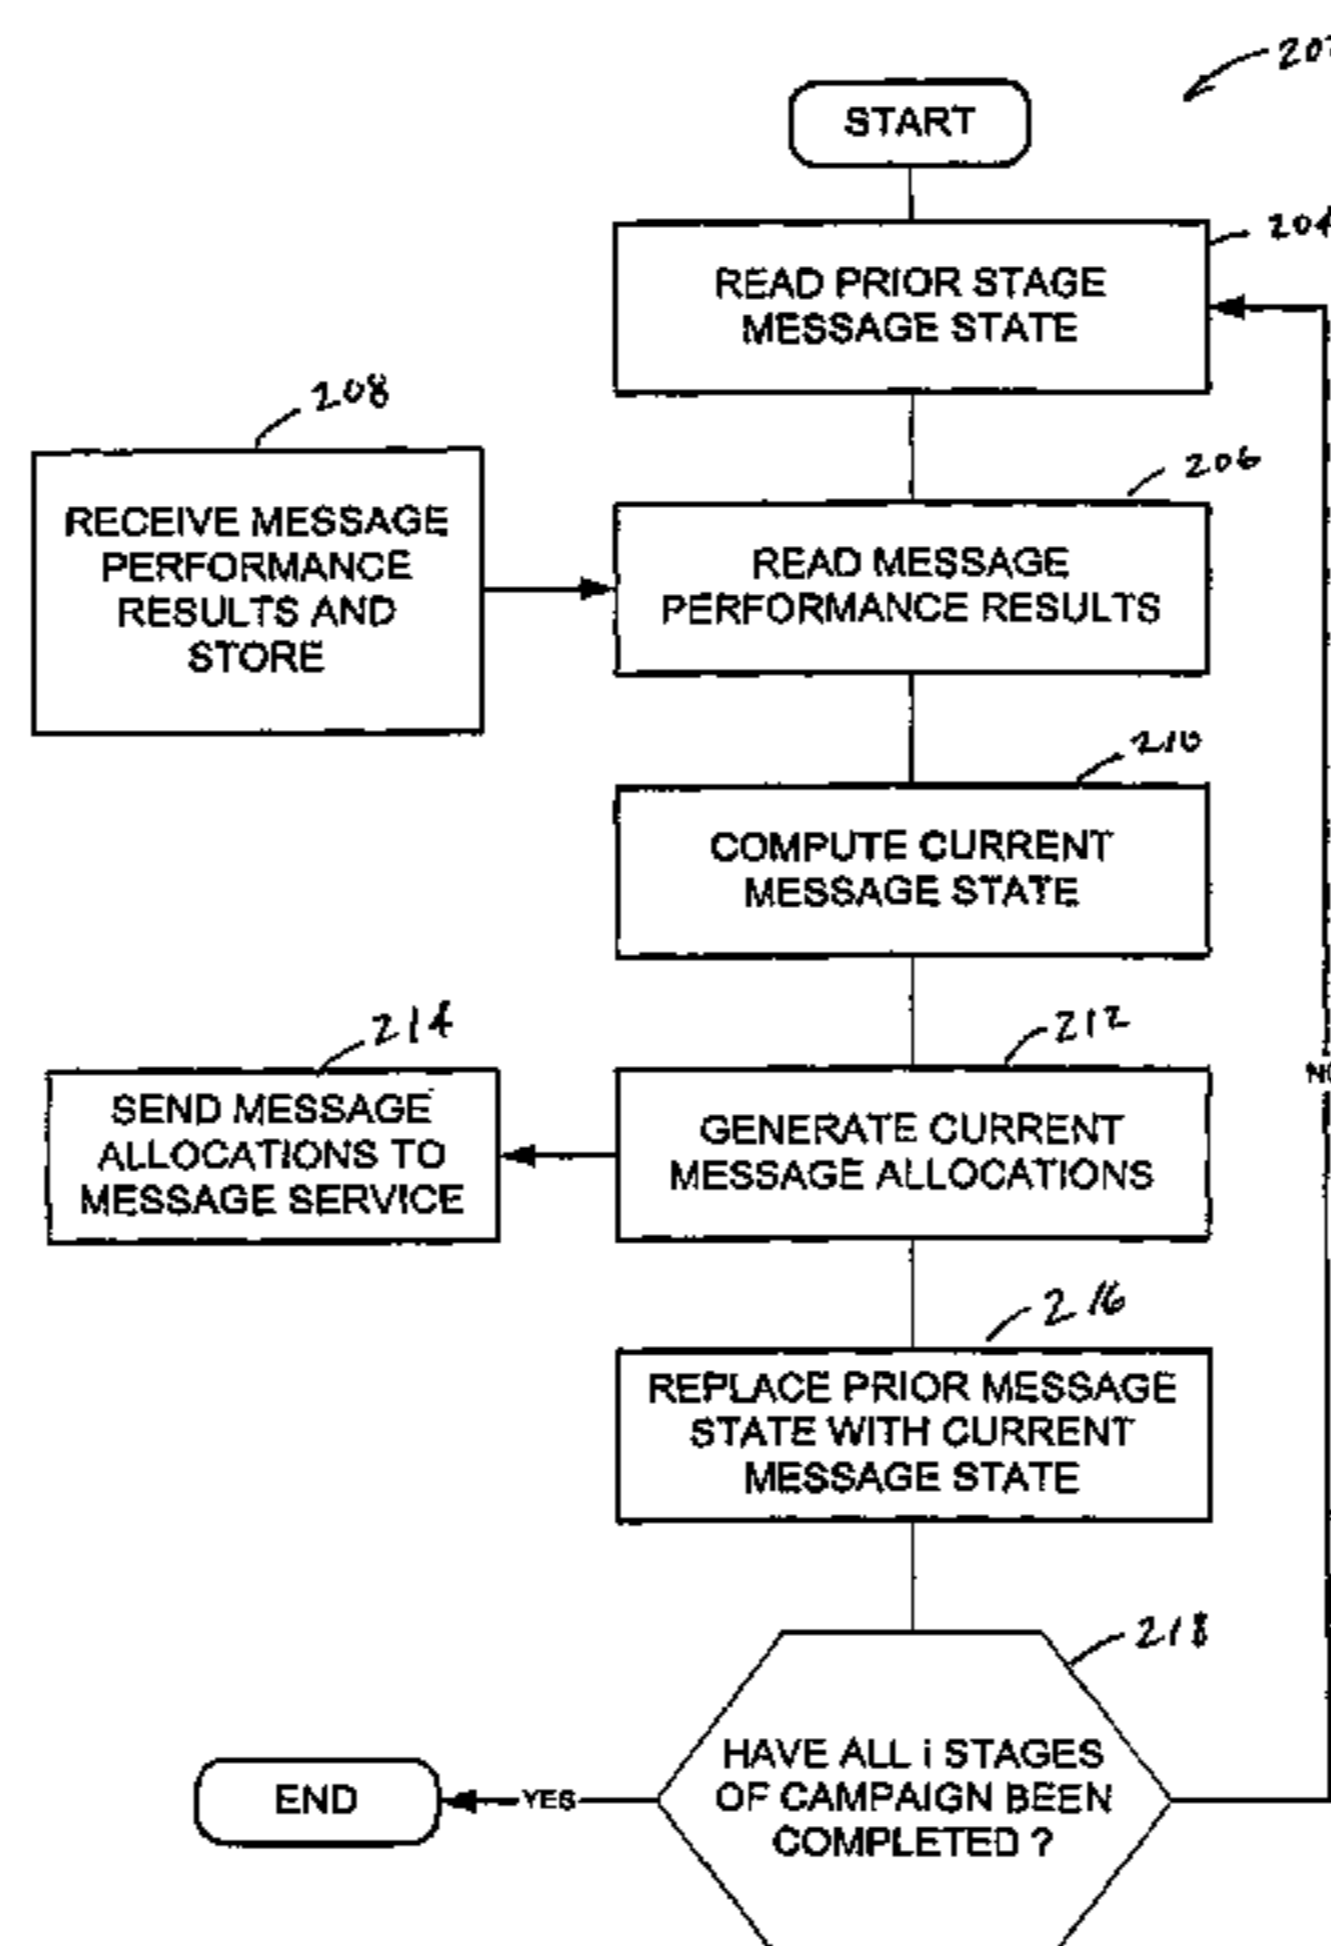 START
204
READ PRIOR STAGE
MESSAGE STATE
208
RECEIVE MESSAGE
PERFORMANCE
RESULTS AND
STORE
206
READ MESSAGE
PERFORMANCE RESULTS
210
COMPUTE CURRENT
MESSAGE STATE
214
SEND MESSAGE
ALLOCATIONS TO
MESSAGE SERVICE
212
GENERATE CURRENT
MESSAGE ALLOCATIONS
216
REPLACE PRIOR MESSAGE
STATE WITH CURRENT
MESSAGE STATE
218
HAVE ALL i STAGES
OF CAMPAIGN BEEN
COMPLETED ?
YES
END